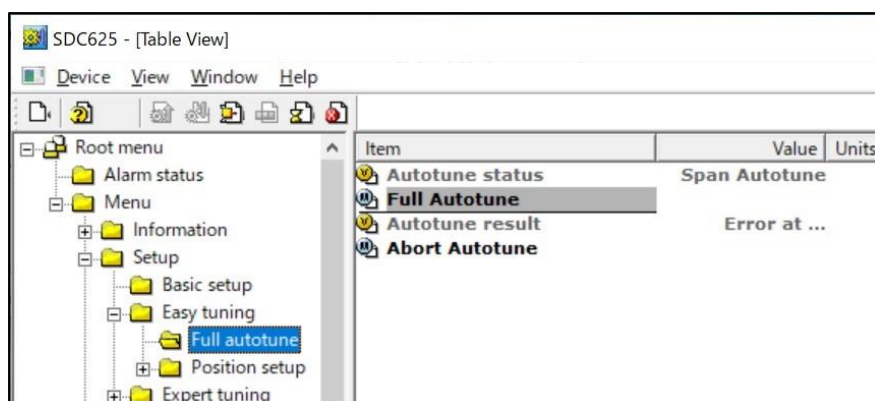 SDC625 - [Table View]
Device View Window Help
Root menu
Alarm status
Menu
Information
Setup
Basic setup
Easy tuning
Full autotune
Position setup
Expert tuning
Item Value Units
Autotune status Span Autotune
Full Autotune
Autotune result Error at ...
Abort Autotune